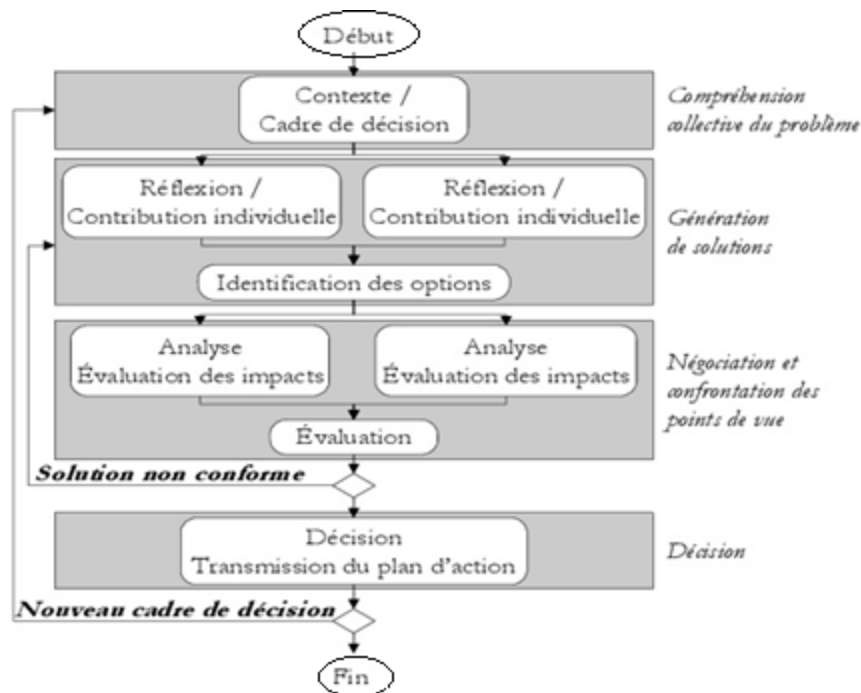 Début
Contexte /
Cadre de décision
Compréhension
collective du problème
Réflexion /
Contribution individuelle
Réflexion /
Contribution individuelle
Génération
de solutions
Identification des options
Analyse
Évaluation des impacts
Analyse
Évaluation des impacts
Négociation et
confrontation des
points de vue
Évaluation
Solution non conforme
Décision
Transmission du plan d'action
Décision
Nouveau cadre de décision
Fin